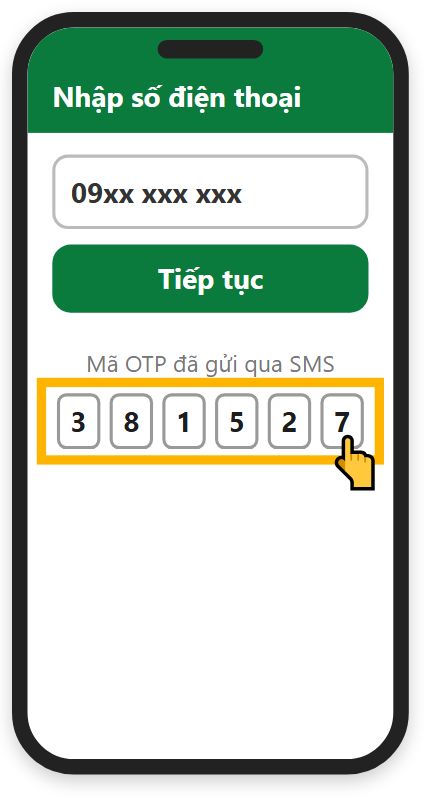 Nhập số điện thoại
09xx xxx xxx
Tiếp tục
Mã OTP đã gửi qua SMS
3 8 1 5 2 7